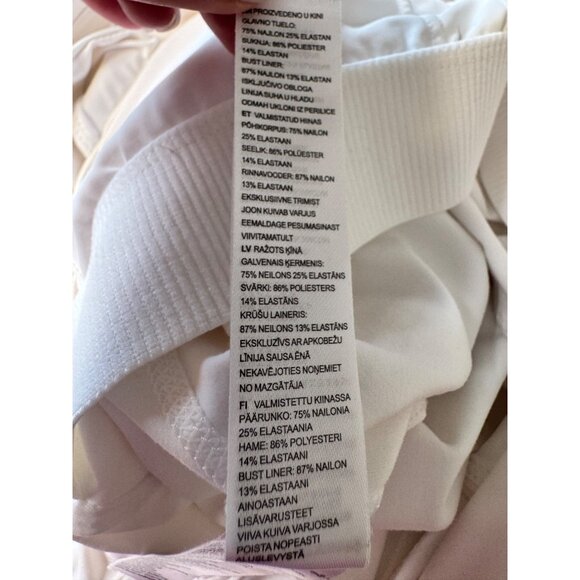 HR PROIZVEDENO U KINI
GLAVNO TIJELO:
75% NAJLON 25% ELASTAN
SUKNJA: 86% POLIESTER
14% ELASTAN
BUST LINER:
87% NAJLON 13% ELASTAN
ISKLJUČIVO OBLOGA
LINIJA SUHA U HLADU
ODMAH UKLONI IZ PERILICE
ET VALMISTATUD HIINAS
PÕHIKORPUS: 75% NAILON
25% ELASTAAN
SEELIK: 86% POLÜESTER
14% ELASTAAN
RINNAVOODER: 87% NAILON
13% ELASTAAN
EKSKLUSIIVNE TRIMIST
JOON KUIVAB VARJUS
EEMALDAGE PESUMASINAST
VIIVITAMATULT
LV RAŽOTS ĶĪNĀ
GALVENAIS ĶERMENIS:
75% NEILONS 25% ELASTĀNS
SVĀRKI: 86% POLIESTERS
14% ELASTĀNS
KRŪŠU LAINERIS:
87% NEILONS 13% ELASTĀNS
EKSKLUZĪVS AR APKOBEŽU
LĪNIJA SAUSA ĒNĀ
NEKAVĒJOTIES NOŅEMIET
NO MAZGĀTĀJA
FI VALMISTETTU KIINASSA
PÄÄRUNKO: 75% NAILONIA
25% ELASTAANIA
HAME: 86% POLYESTERI
14% ELASTAANI
BUST LINER: 87% NAILON
13% ELASTAANI
AINOASTAAN
LISÄVARUSTEET
VIIVA KUIVA VARJOSSA
POISTA NOPEASTI
ALUSLEVYSTÄ